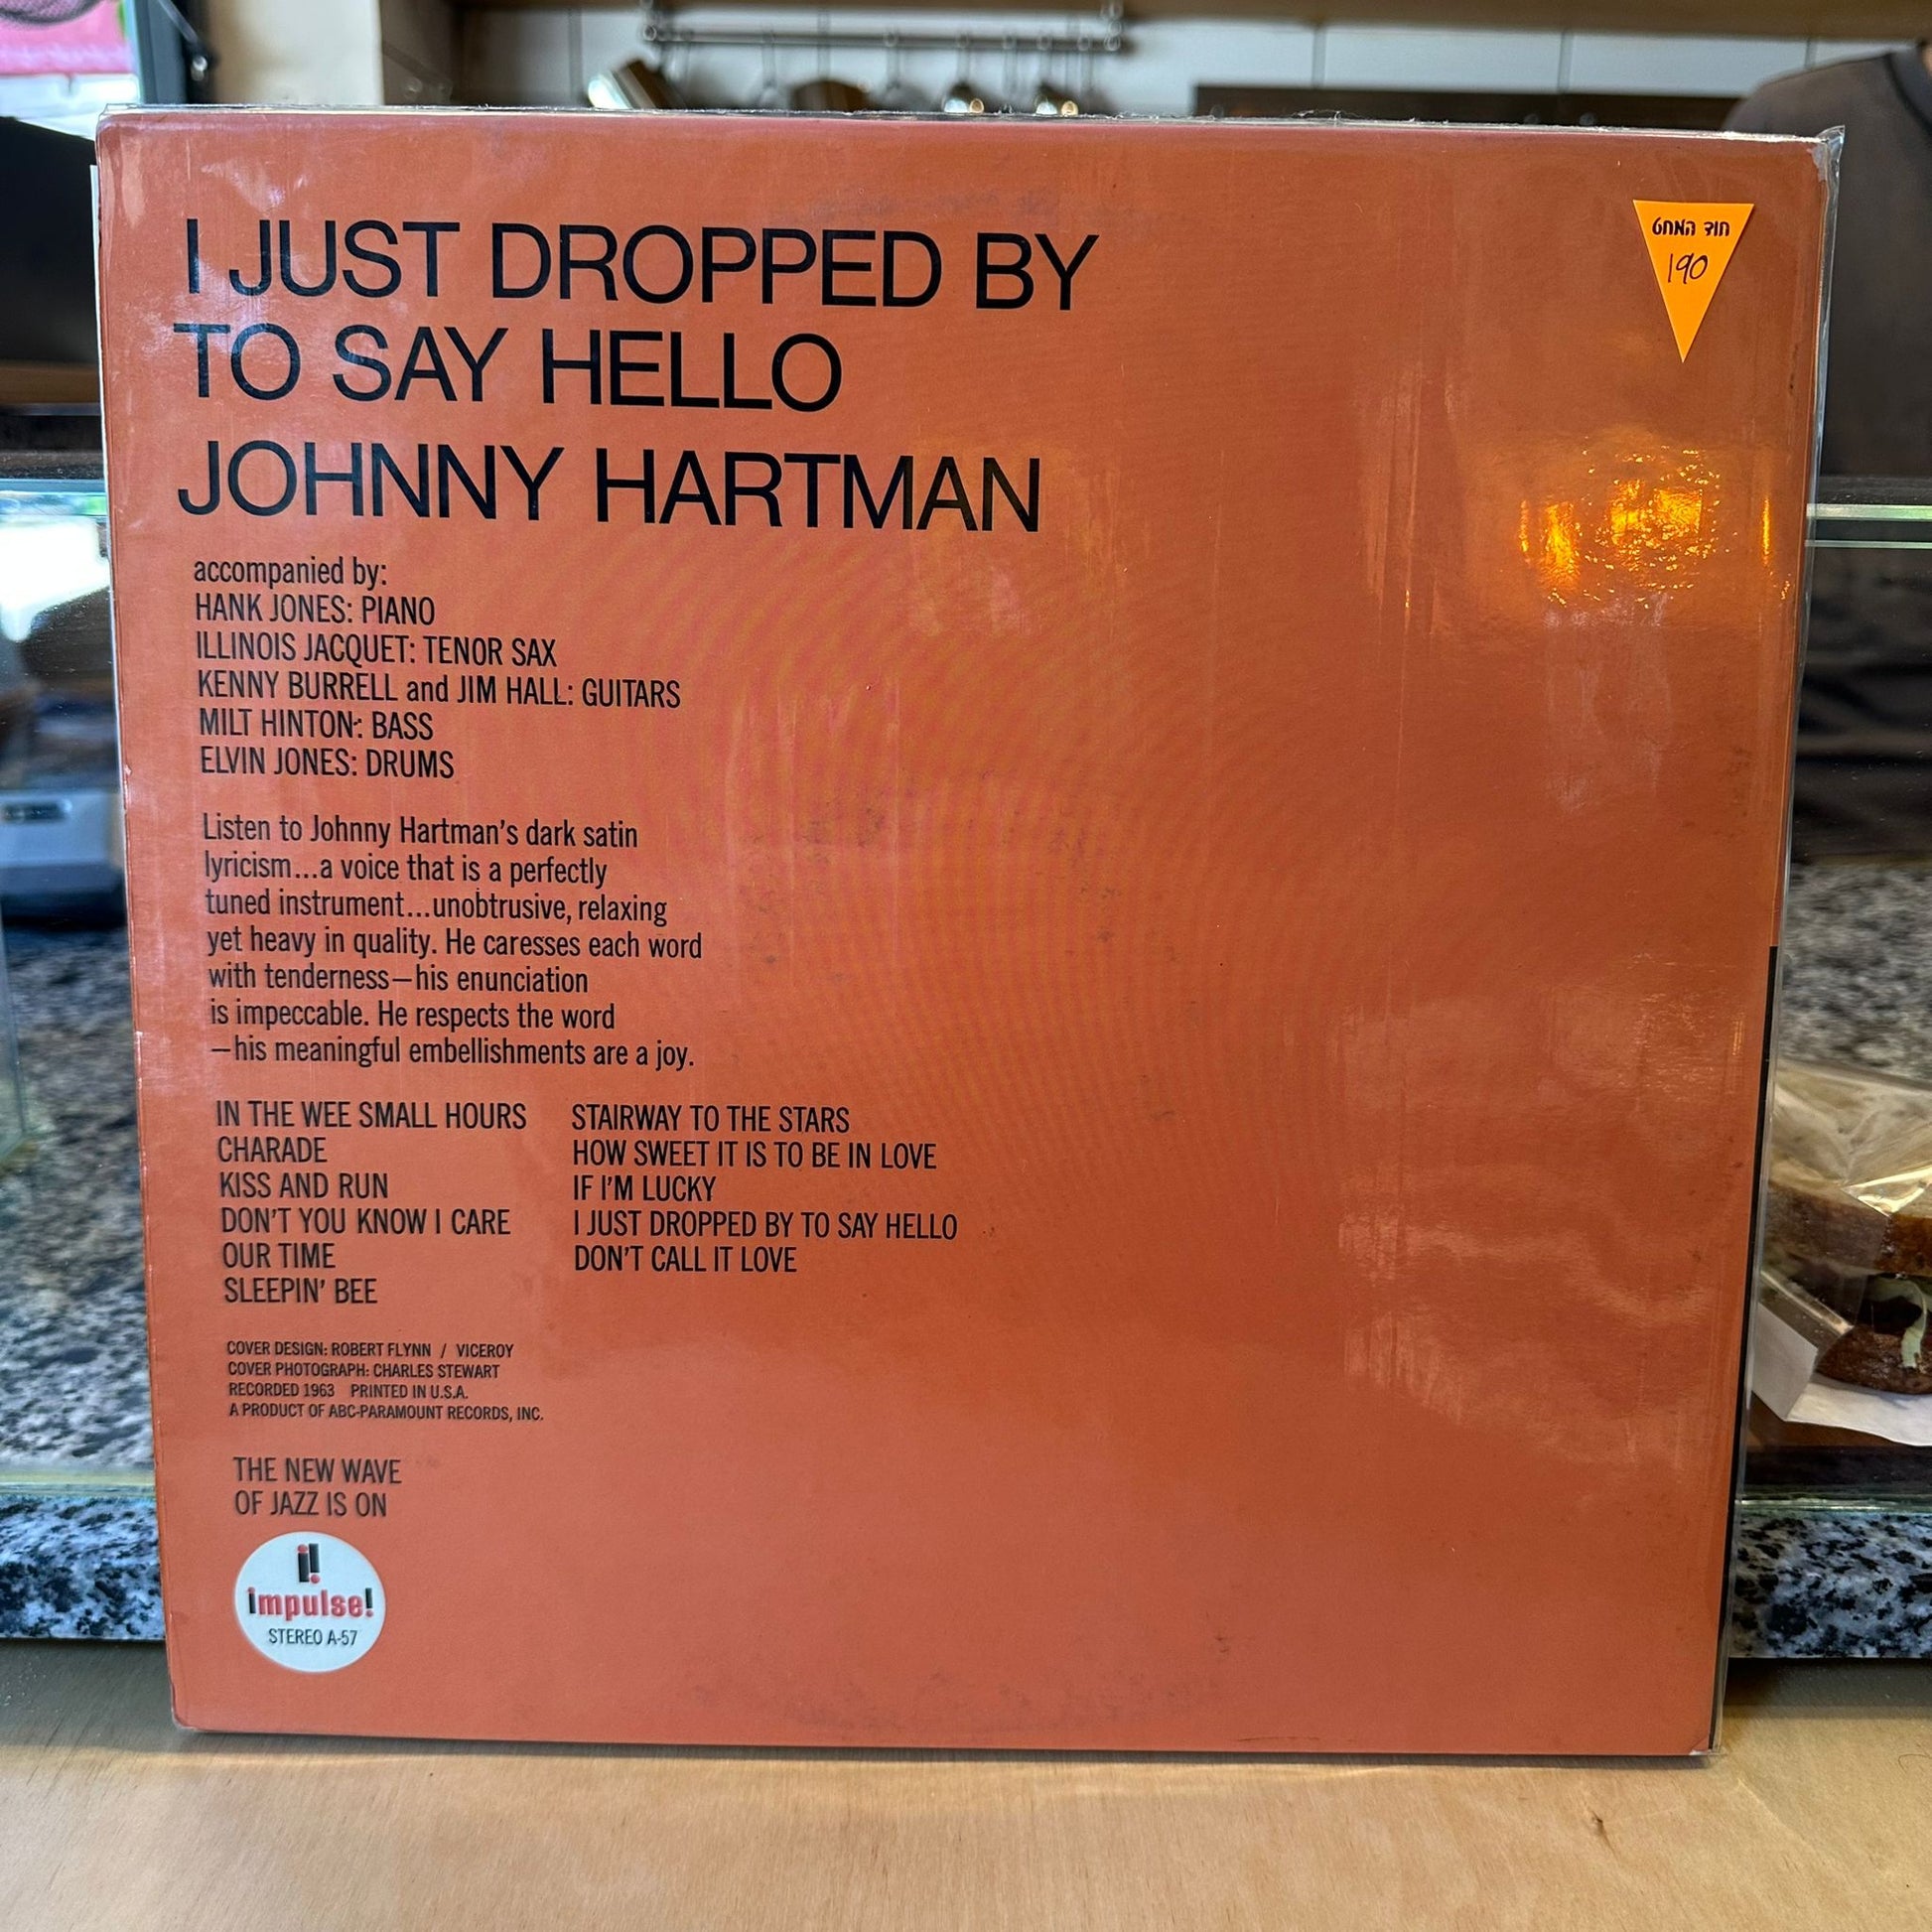 I JUST DROPPED BY
TO SAY HELLO
JOHNNY HARTMAN
accompanied by:
HANK JONES: PIANO
ILLINOIS JACQUET: TENOR SAX
KENNY BURRELL and JIM HALL: GUITARS
MILT HINTON: BASS
ELVIN JONES: DRUMS
Listen to Johnny Hartman's dark satin
lyricism...a voice that is a perfectly
tuned instrument...unobtrusive, relaxing
yet heavy in quality. He caresses each word
with tenderness—his enunciation
is impeccable. He respects the word
—his meaningful embellishments are a joy.
IN THE WEE SMALL HOURS
CHARADE
KISS AND RUN
DON'T YOU KNOW I CARE
OUR TIME
SLEEPIN' BEE
STAIRWAY TO THE STARS
HOW SWEET IT IS TO BE IN LOVE
IF I'M LUCKY
I JUST DROPPED BY TO SAY HELLO
DON'T CALL IT LOVE
COVER DESIGN: ROBERT FLYNN / VICEROY
COVER PHOTOGRAPH: CHARLES STEWART
RECORDED 1963 PRINTED IN U.S.A.
A PRODUCT OF ABC-PARAMOUNT RECORDS, INC.
THE NEW WAVE
OF JAZZ IS ON
i!
impulse!
STEREO A-57
חוד המחט
190